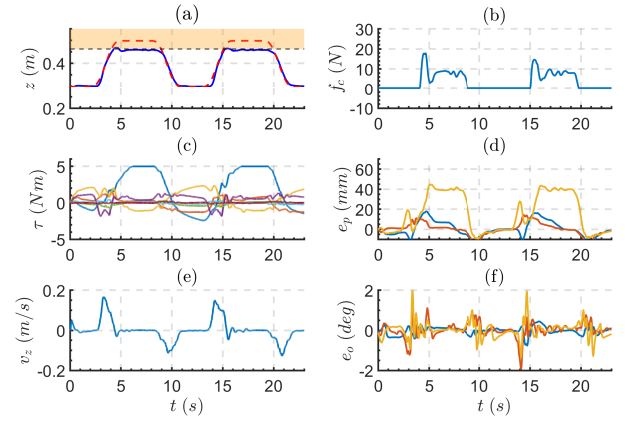 (a)
z (m)
0.4
0.2
0 5 10 15 20
(b)
f_c (N)
30
20
10
0
-10
0 5 10 15 20
(c)
τ (Nm)
5
0
-5
0 5 10 15 20
(d)
e_p (mm)
60
40
20
0
0 5 10 15 20
(e)
v_z (m/s)
0.2
0
-0.2
0 5 10 15 20
t (s)
(f)
e_o (deg)
2
0
-2
0 5 10 15 20
t (s)